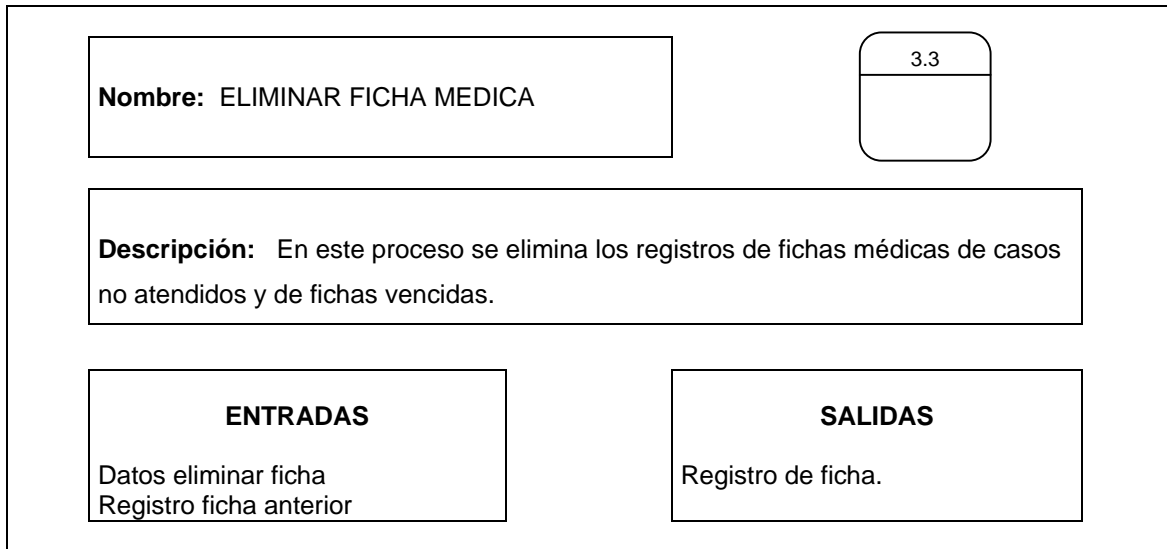 Nombre: ELIMINAR FICHA MEDICA
3.3
Descripción: En este proceso se elimina los registros de fichas médicas de casos
no atendidos y de fichas vencidas.
ENTRADAS
Datos eliminar ficha
Registro ficha anterior
SALIDAS
Registro de ficha.